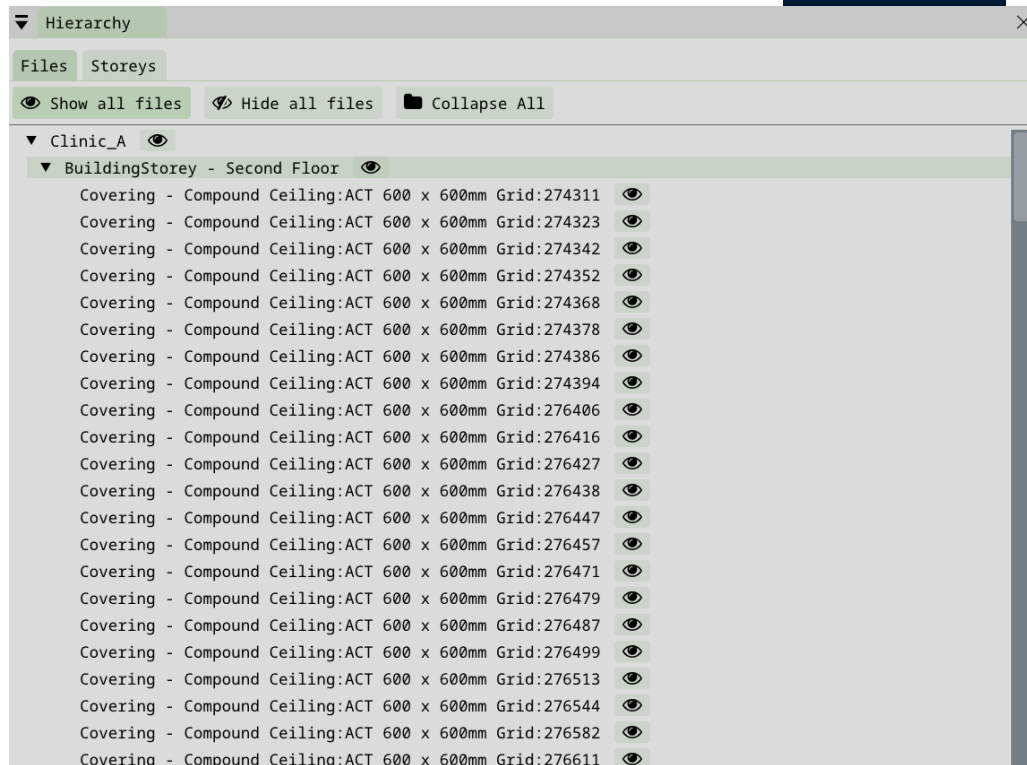 Hierarchy
Files Storeys
Show all files Hide all files Collapse All
Clinic_A
BuildingStorey - Second Floor
Covering - Compound Ceiling:ACT 600 x 600mm Grid:274311
Covering - Compound Ceiling:ACT 600 x 600mm Grid:274323
Covering - Compound Ceiling:ACT 600 x 600mm Grid:274342
Covering - Compound Ceiling:ACT 600 x 600mm Grid:274352
Covering - Compound Ceiling:ACT 600 x 600mm Grid:274368
Covering - Compound Ceiling:ACT 600 x 600mm Grid:274378
Covering - Compound Ceiling:ACT 600 x 600mm Grid:274386
Covering - Compound Ceiling:ACT 600 x 600mm Grid:274394
Covering - Compound Ceiling:ACT 600 x 600mm Grid:276406
Covering - Compound Ceiling:ACT 600 x 600mm Grid:276416
Covering - Compound Ceiling:ACT 600 x 600mm Grid:276427
Covering - Compound Ceiling:ACT 600 x 600mm Grid:276438
Covering - Compound Ceiling:ACT 600 x 600mm Grid:276447
Covering - Compound Ceiling:ACT 600 x 600mm Grid:276457
Covering - Compound Ceiling:ACT 600 x 600mm Grid:276471
Covering - Compound Ceiling:ACT 600 x 600mm Grid:276479
Covering - Compound Ceiling:ACT 600 x 600mm Grid:276487
Covering - Compound Ceiling:ACT 600 x 600mm Grid:276499
Covering - Compound Ceiling:ACT 600 x 600mm Grid:276513
Covering - Compound Ceiling:ACT 600 x 600mm Grid:276544
Covering - Compound Ceiling:ACT 600 x 600mm Grid:276582
Covering - Compound Ceiling:ACT 600 x 600mm Grid:276611